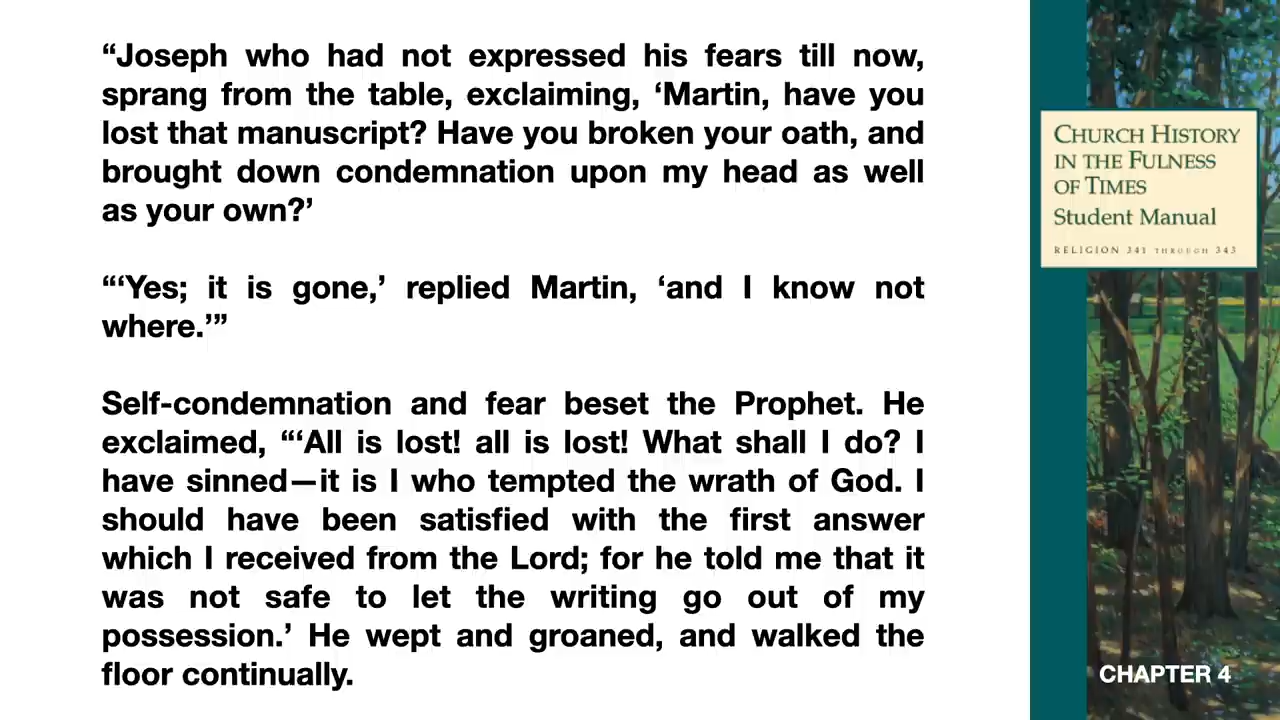 “Joseph who had not expressed his fears till now,
sprang from the table, exclaiming, ‘Martin, have you
lost that manuscript? Have you broken your oath, and
brought down condemnation upon my head as well
as your own?’
“‘Yes; it is gone,’ replied Martin, ‘and I know not
where.’”
Self-condemnation and fear beset the Prophet. He
exclaimed, “‘All is lost! all is lost! What shall I do? I
have sinned—it is I who tempted the wrath of God. I
should have been satisfied with the first answer
which I received from the Lord; for he told me that it
was not safe to let the writing go out of my
possession.’ He wept and groaned, and walked the
floor continually.
CHURCH HISTORY
IN THE FULNESS
OF TIMES
Student Manual
RELIGION 341 THROUGH 343
CHAPTER 4